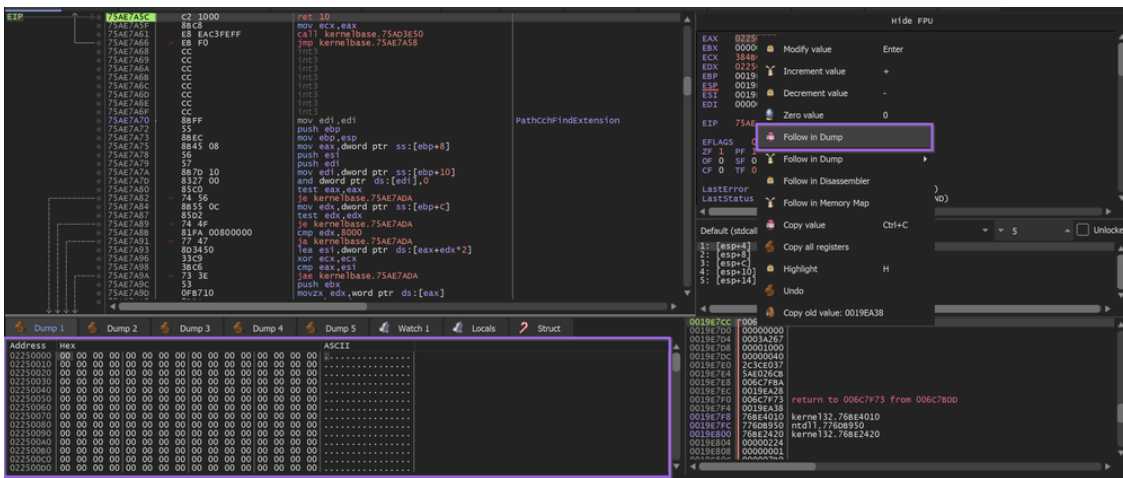 Hide FPU
EIP
75AE7A5C C2 1000 ret 10
75AE7A5F 8BC8 mov ecx,eax
75AE7A61 E8 EAC3FEFF call kernelbase.75AD3E50
75AE7A66 EB F0 jmp kernelbase.75AE7A58
75AE7A68 CC int3
75AE7A69 CC int3
75AE7A6A CC int3
75AE7A6B CC int3
75AE7A6C CC int3
75AE7A6D CC int3
75AE7A6E CC int3
75AE7A6F CC int3
75AE7A70 8BFF mov edi,edi PathCchFindExtension
75AE7A72 55 push ebp
75AE7A73 8BEC mov ebp,esp
75AE7A75 8B45 08 mov eax,dword ptr ss:[ebp+8]
75AE7A78 56 push esi
75AE7A79 57 push edi
75AE7A7A 8B7D 10 mov edi,dword ptr ss:[ebp+10]
75AE7A7D 8327 00 and dword ptr ds:[edi],0
75AE7A80 85C0 test eax,eax
75AE7A82 74 56 je kernelbase.75AE7ADA
75AE7A84 8B55 0C mov edx,dword ptr ss:[ebp+C]
75AE7A87 85D2 test edx,edx
75AE7A89 74 4F je kernelbase.75AE7ADA
75AE7A8B 81FA 00800000 cmp edx,8000
75AE7A91 77 47 ja kernelbase.75AE7ADA
75AE7A93 8D3450 lea esi,dword ptr ds:[eax+edx*2]
75AE7A96 33C9 xor ecx,ecx
75AE7A98 3BC6 cmp eax,esi
75AE7A9A 73 3E jae kernelbase.75AE7ADA
75AE7A9C 53 push ebx
75AE7A9D 0FB710 movzx edx,word ptr ds:[eax]
EAX 0225
EBX 0000
ECX 3848
EDX 0225
EBP 0019
ESP 0019
ESI 0019
EDI 0000
EIP 75AE
EFLAGS
ZF 1 PF 1
OF 0 SF 0
CF 0 TF 0
LastError
LastStatus ND)
Modify value Enter
Increment value +
Decrement value -
Zero value 0
Follow in Dump
Follow in Dump
Follow in Disassembler
Follow in Memory Map
Copy value Ctrl+C
Copy all registers
Highlight H
Undo
Copy old value: 0019EA38
Default (stdcall 5 Unlocke
1: [esp+4]
2: [esp+8]
3: [esp+C]
4: [esp+10]
5: [esp+14]
Dump 1 Dump 2 Dump 3 Dump 4 Dump 5 Watch 1 Locals Struct
Address Hex ASCII
02250000 00 00 00 00 00 00 00 00 00 00 00 00 00 00 00 00 ................
02250010 00 00 00 00 00 00 00 00 00 00 00 00 00 00 00 00 ................
02250020 00 00 00 00 00 00 00 00 00 00 00 00 00 00 00 00 ................
02250030 00 00 00 00 00 00 00 00 00 00 00 00 00 00 00 00 ................
02250040 00 00 00 00 00 00 00 00 00 00 00 00 00 00 00 00 ................
02250050 00 00 00 00 00 00 00 00 00 00 00 00 00 00 00 00 ................
02250060 00 00 00 00 00 00 00 00 00 00 00 00 00 00 00 00 ................
02250070 00 00 00 00 00 00 00 00 00 00 00 00 00 00 00 00 ................
02250080 00 00 00 00 00 00 00 00 00 00 00 00 00 00 00 00 ................
02250090 00 00 00 00 00 00 00 00 00 00 00 00 00 00 00 00 ................
022500A0 00 00 00 00 00 00 00 00 00 00 00 00 00 00 00 00 ................
022500B0 00 00 00 00 00 00 00 00 00 00 00 00 00 00 00 00 ................
022500C0 00 00 00 00 00 00 00 00 00 00 00 00 00 00 00 00 ................
022500D0 00 00 00 00 00 00 00 00 00 00 00 00 00 00 00 00 ................
0019E7CC 006
0019E7D0 00000000
0019E7D4 0003A267
0019E7D8 00001000
0019E7DC 00000040
0019E7E0 2C3CE037
0019E7E4 5AE026CB
0019E7E8 006C7FBA
0019E7EC 0019EA28
0019E7F0 006C7F73 return to 006C7F73 from 006C7BDD
0019E7F4 0019EA38
0019E7F8 76BE4010 kernel32.76BE4010
0019E7FC 776DB950 ntdll.776DB950
0019E800 76BE2420 kernel32.76BE2420
0019E804 00000224
0019E808 00000001